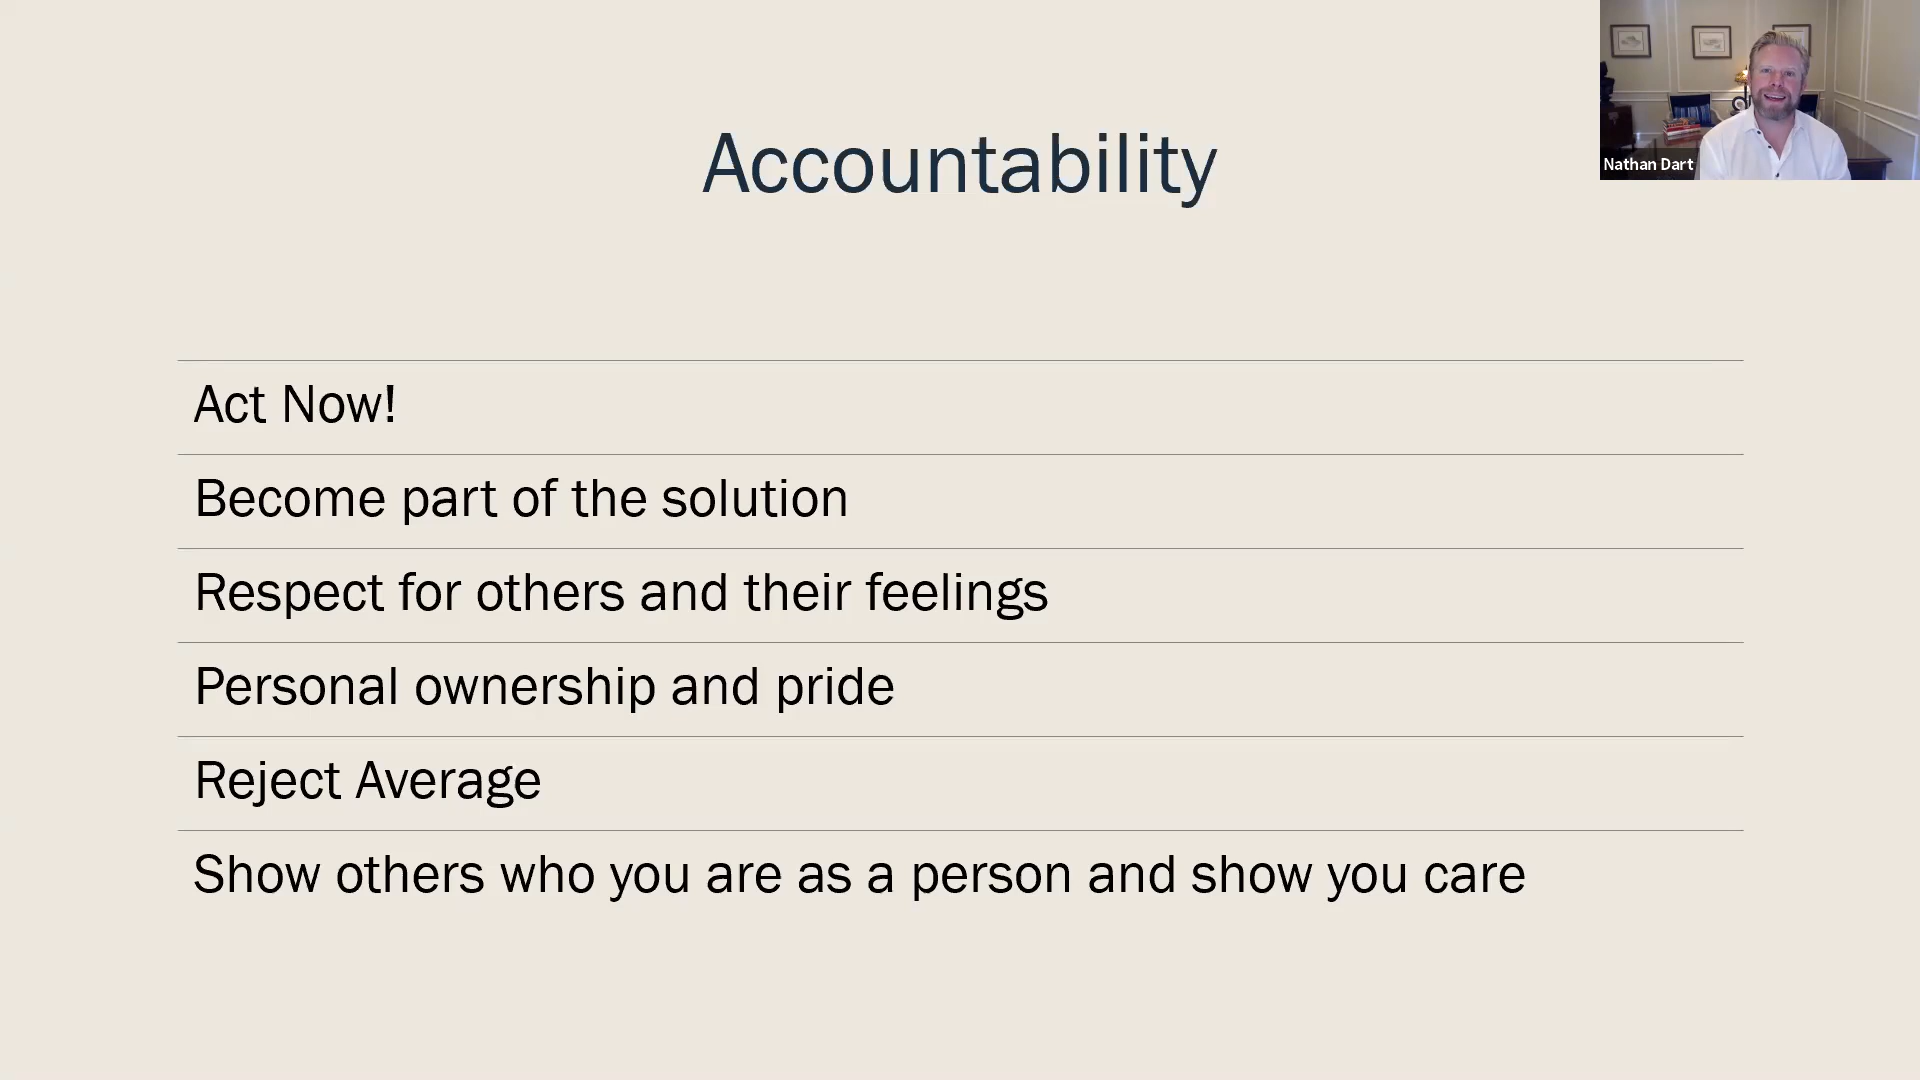 Nathan Dart
Accountability
Act Now!
Become part of the solution
Respect for others and their feelings
Personal ownership and pride
Reject Average
Show others who you are as a person and show you care